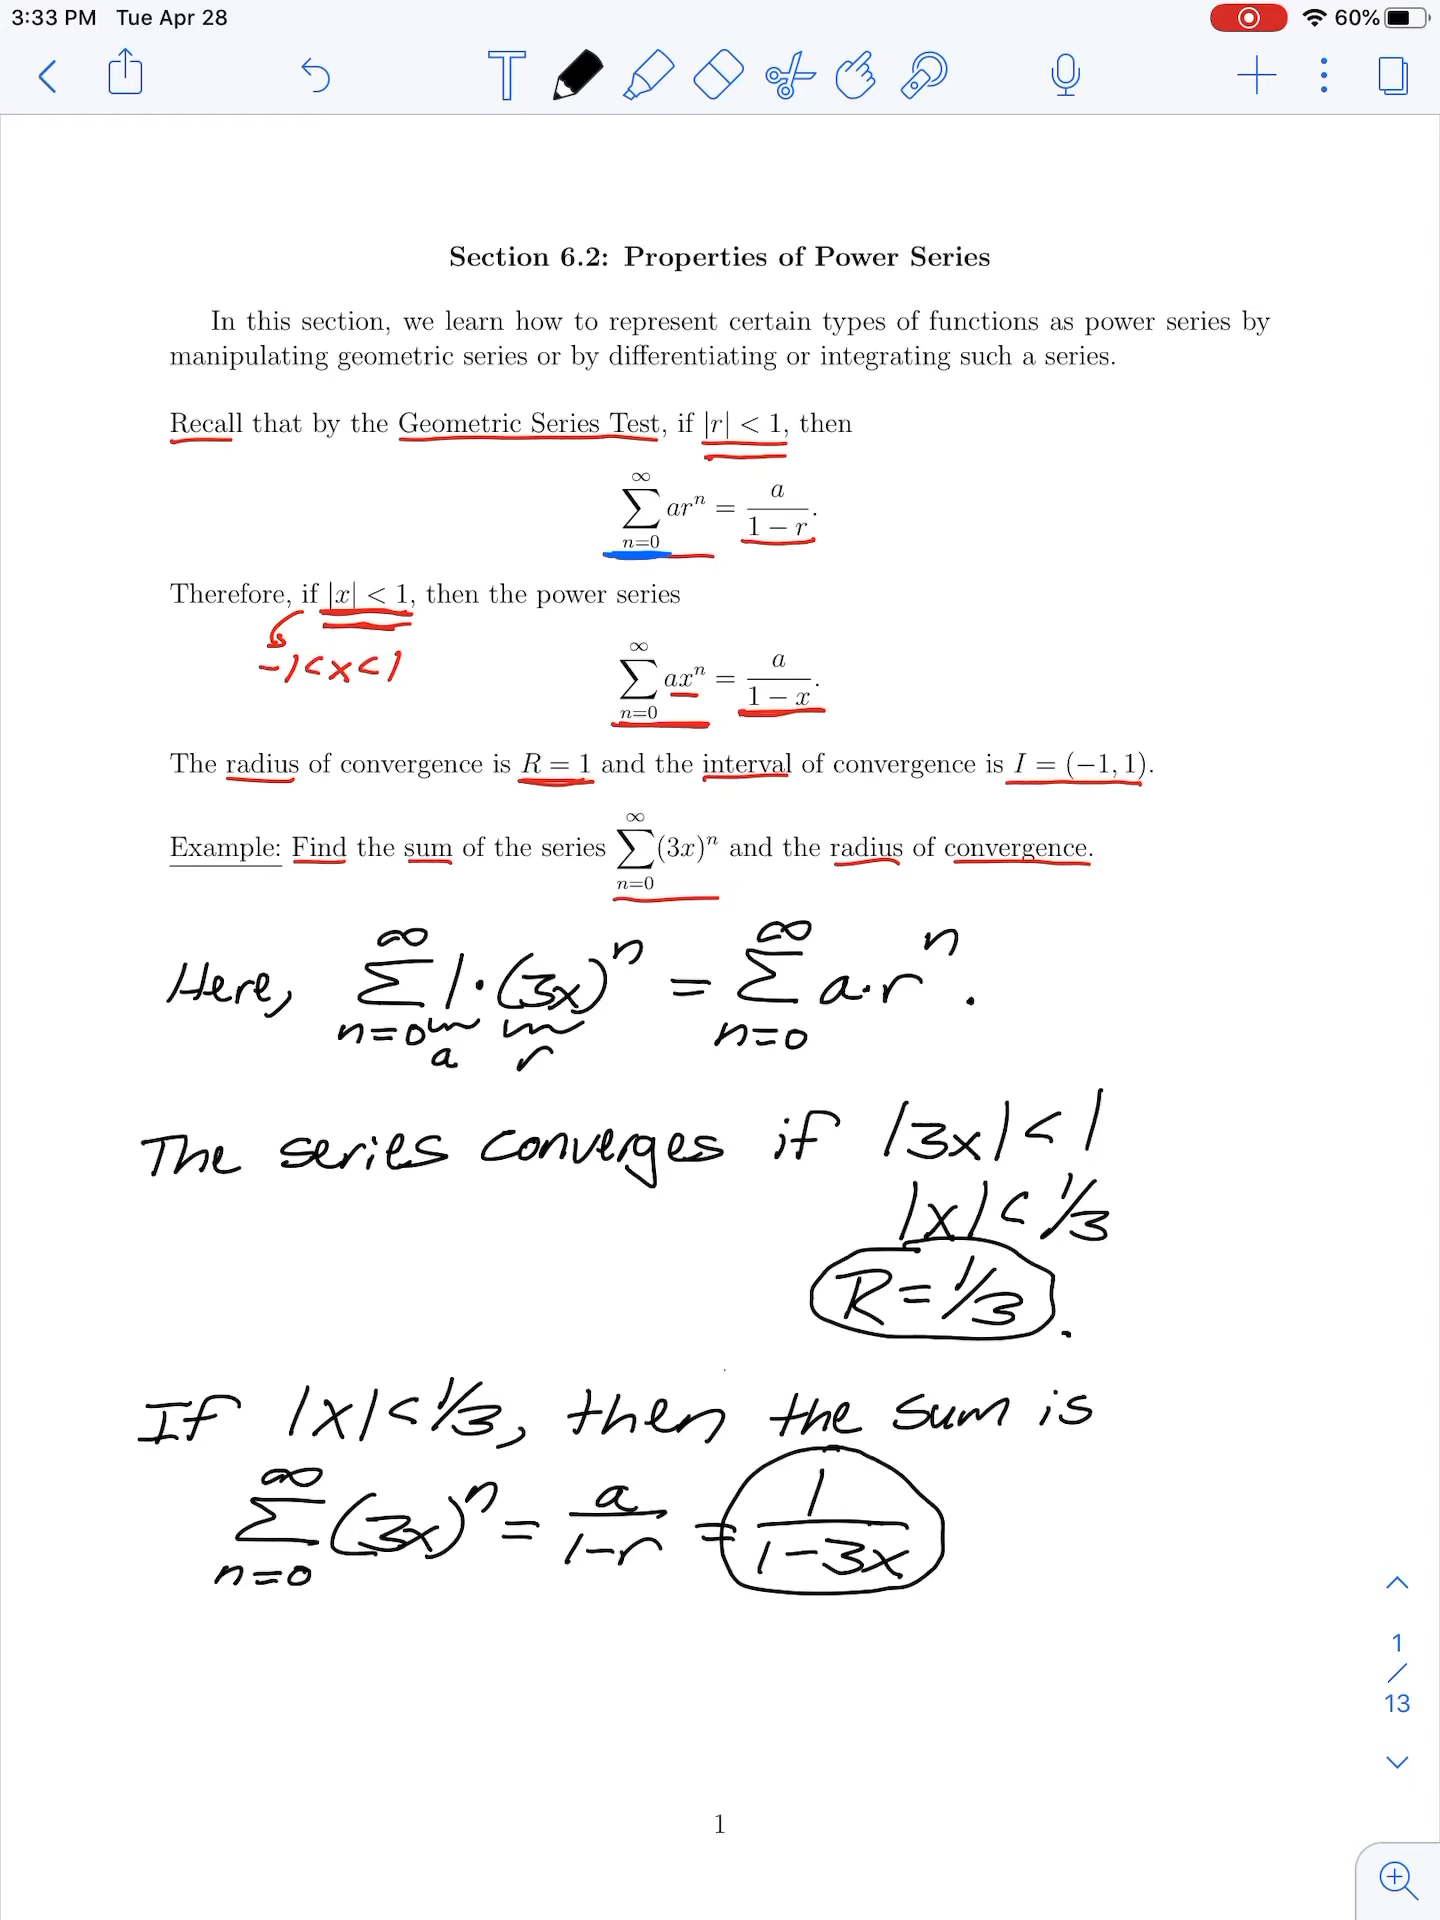 3:33 PM Tue Apr 28 60%
T
Section 6.2: Properties of Power Series
In this section, we learn how to represent certain types of functions as power series by
manipulating geometric series or by differentiating or integrating such a series.
Recall that by the Geometric Series Test, if |r| < 1, then
∑_{n=0}^{∞} ar^n = a/(1 − r).
Therefore, if |x| < 1, then the power series
-1<x<1
∑_{n=0}^{∞} ax^n = a/(1 − x).
The radius of convergence is R = 1 and the interval of convergence is I = (−1, 1).
Example: Find the sum of the series ∑_{n=0}^{∞} (3x)^n and the radius of convergence.
Here, ∑_{n=0}^{∞} 1·(3x)^n = ∑_{n=0}^{∞} a·r^n.
a r
The series converges if |3x|<1
|x|<1/3
R=1/3.
If |x|<1/3, then the sum is
∑_{n=0}^{∞} (3x)^n = a/(1-r) = 1/(1-3x)
1
/
13
1